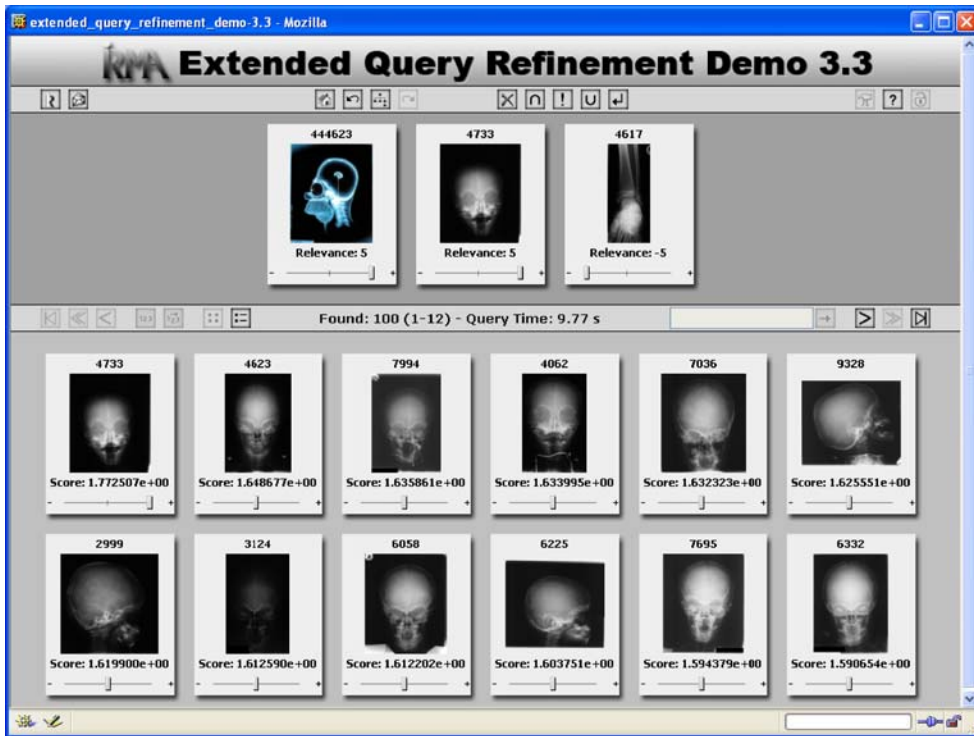 extended_query_refinement_demo-3.3 - Mozilla
IRMA Extended Query Refinement Demo 3.3
444623 4733 4617
Relevance: 5 Relevance: 5 Relevance: -5
- + - + - +
Found: 100 (1-12) - Query Time: 9.77 s
4733 4623 7994 4062 7036 9328
Score: 1.772507e+00 Score: 1.648677e+00 Score: 1.635861e+00 Score: 1.633995e+00 Score: 1.632323e+00 Score: 1.625551e+00
- + - + - + - + - + - +
2999 3124 6058 6225 7695 6332
Score: 1.619900e+00 Score: 1.612590e+00 Score: 1.612202e+00 Score: 1.603751e+00 Score: 1.594379e+00 Score: 1.590654e+00
- + - + - + - + - + - +